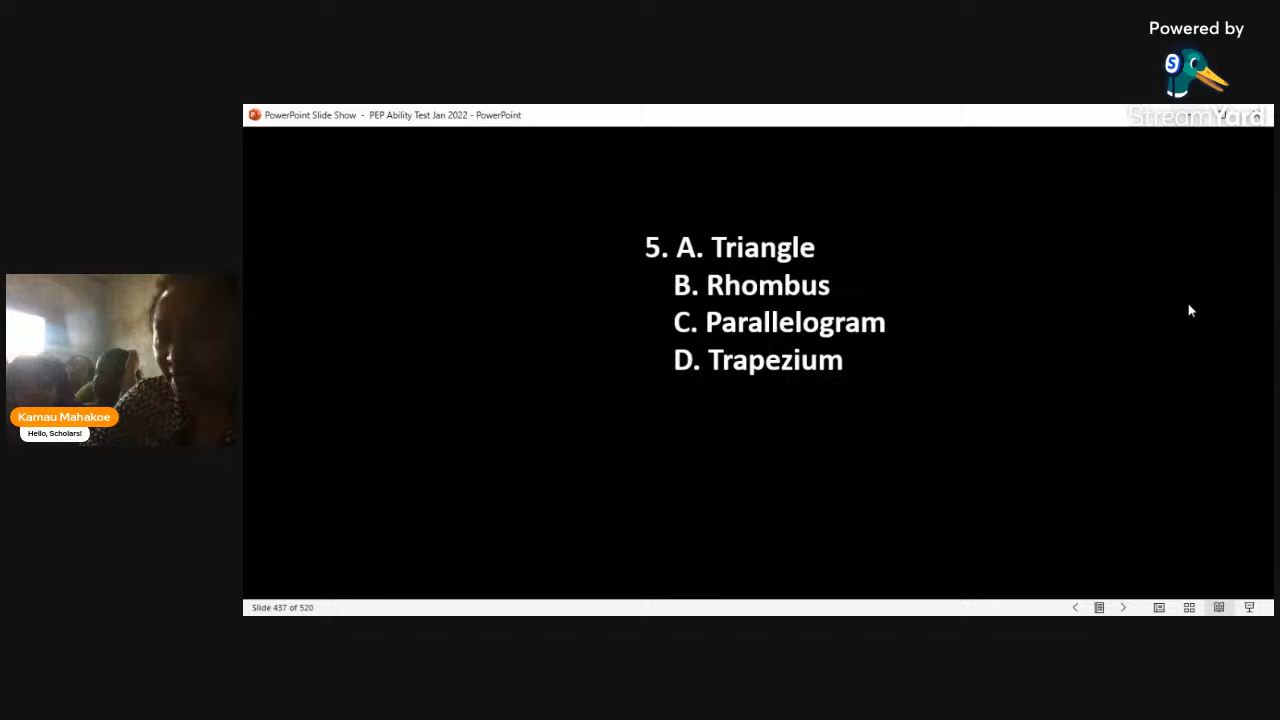 Powered by
StreamYard
PowerPoint Slide Show - PEP Ability Test Jan 2022 - PowerPoint
5. A. Triangle
B. Rhombus
C. Parallelogram
D. Trapezium
Kamau Mahakoe
Hello, Scholars!
Slide 437 of 520